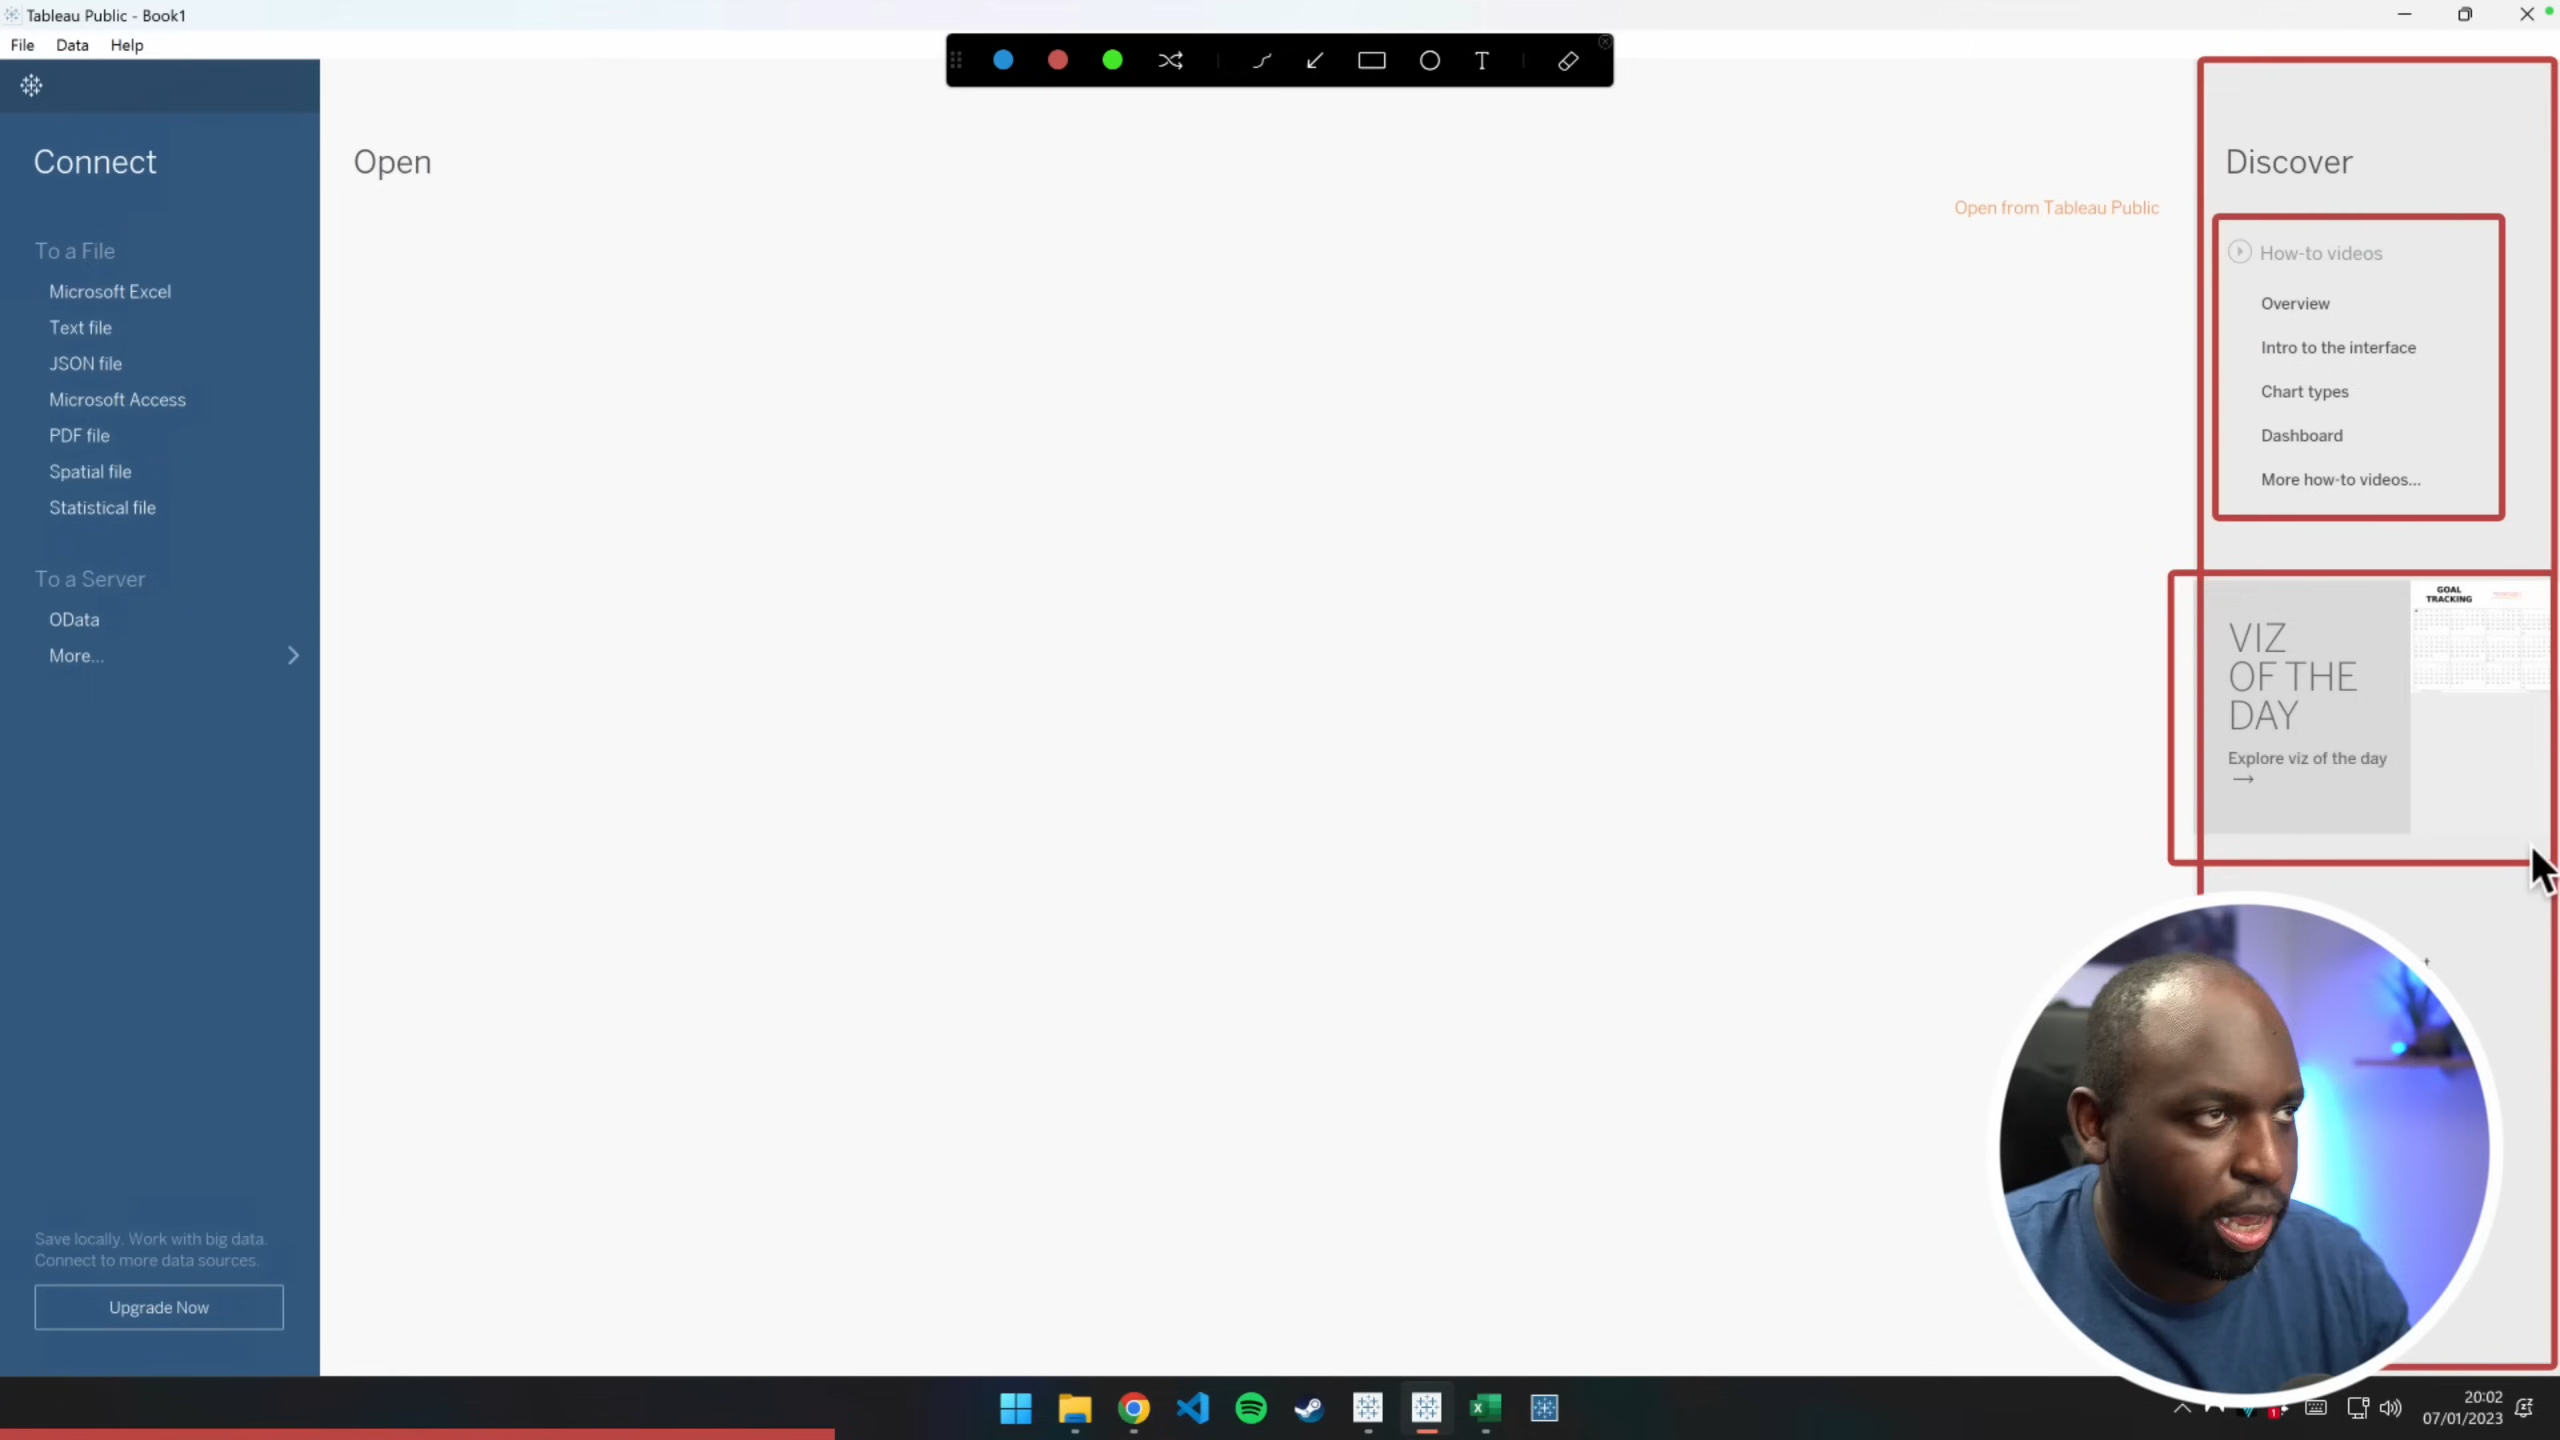 Tableau Public - Book1
File Data Help
T
Connect
To a File
Microsoft Excel
Text file
JSON file
Microsoft Access
PDF file
Spatial file
Statistical file
To a Server
OData
More...
Save locally. Work with big data.
Connect to more data sources.
Upgrade Now
Open
Open from Tableau Public
Discover
How-to videos
Overview
Intro to the interface
Chart types
Dashboard
More how-to videos...
VIZ
OF THE
DAY
Explore viz of the day
GOAL
TRACKING
20:02
07/01/2023